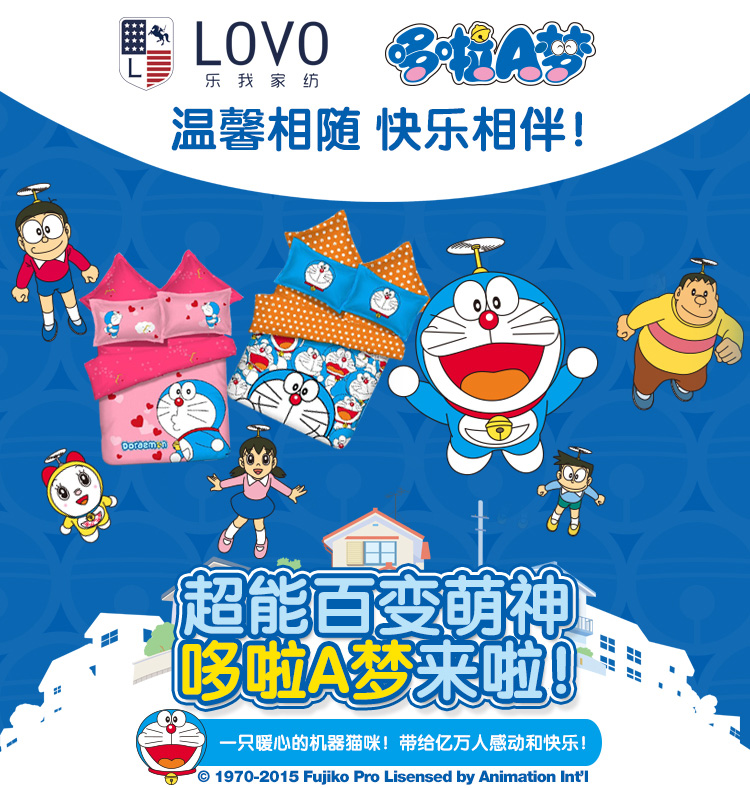 L
LOVO
乐我家纺
哆啦A梦
温馨相随 快乐相伴!
Doraemon
超能百变萌神
哆啦A梦来啦!
一只暖心的机器猫咪!带给亿万人感动和快乐!
© 1970-2015 Fujiko Pro Lisensed by Animation Int'l